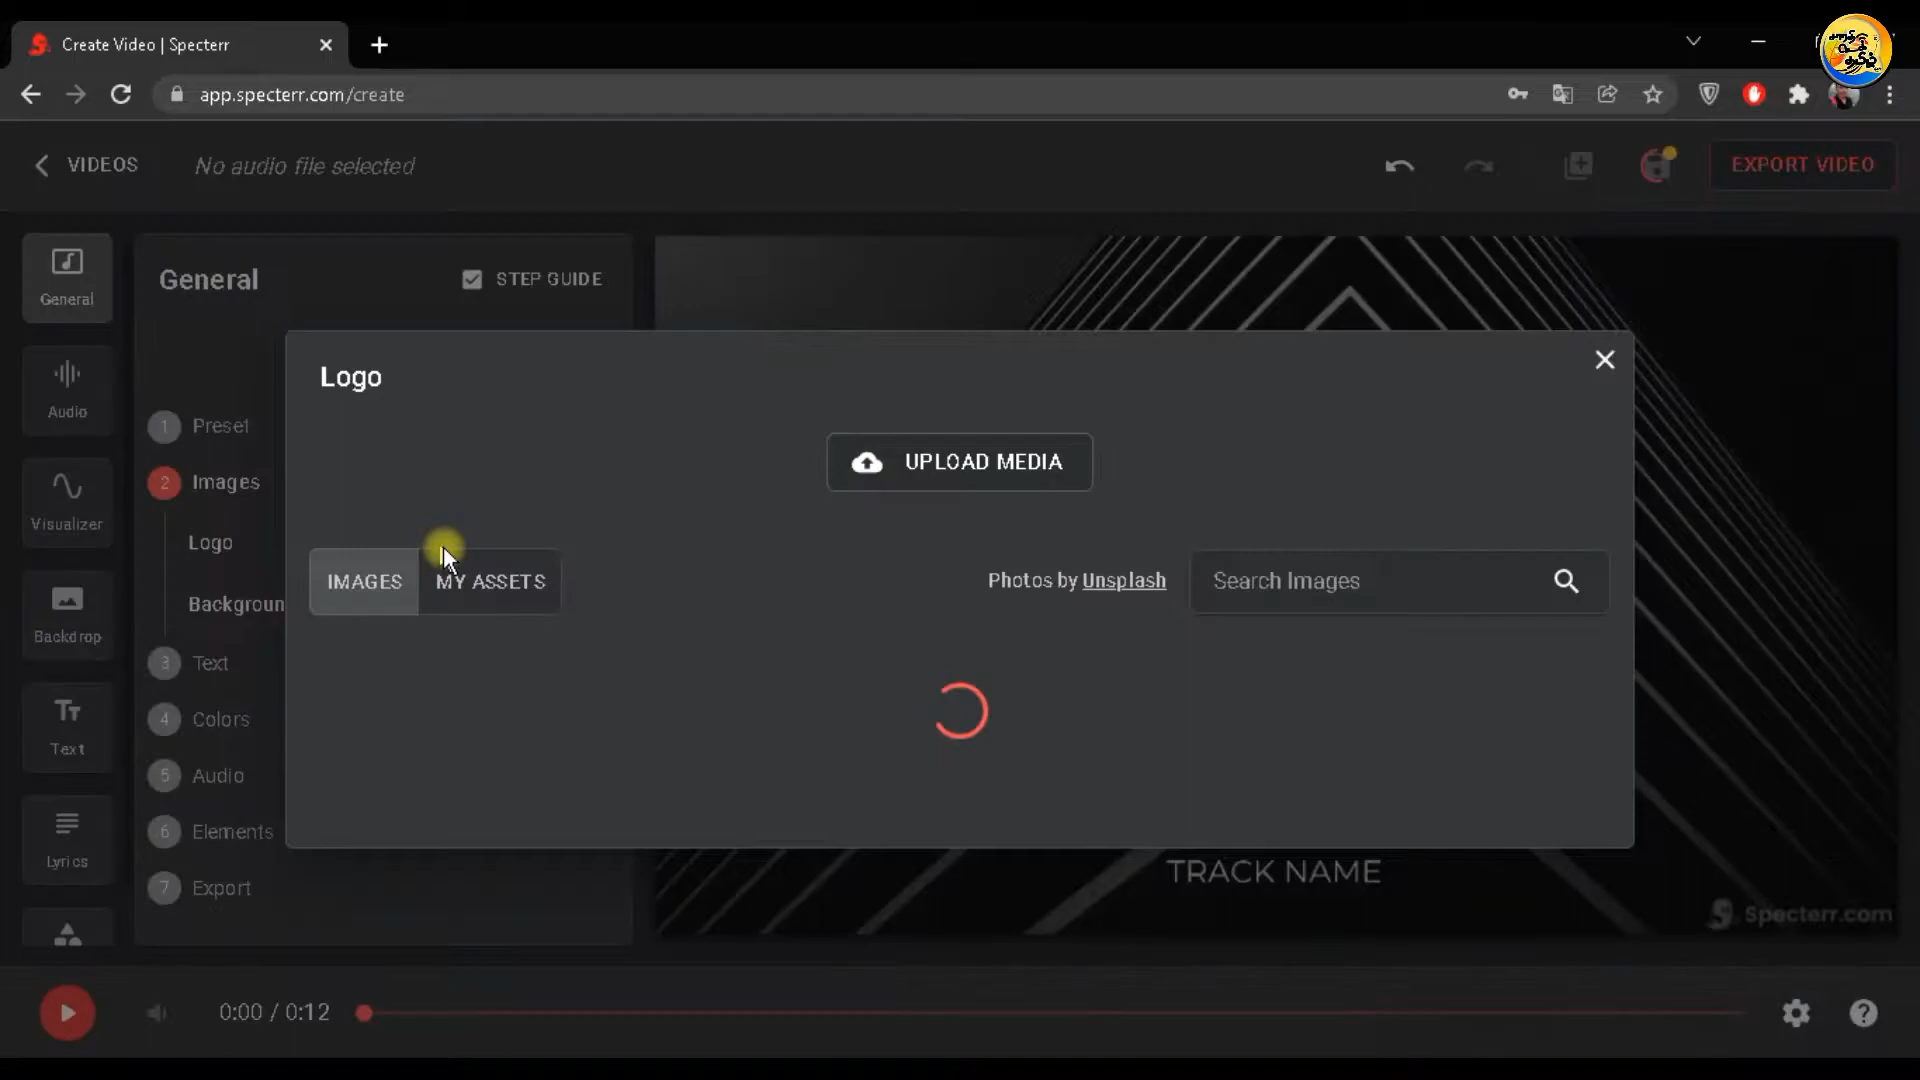 Create Video | Specterr
app.specterr.com/create
VIDEOS
No audio file selected
EXPORT VIDEO
General
Audio
Visualizer
Backdrop
Text
Lyrics
General
STEP GUIDE
1 Preset
2 Images
Logo
Backgroun
3 Text
4 Colors
5 Audio
6 Elements
7 Export
Logo
UPLOAD MEDIA
IMAGES
MY ASSETS
Photos by Unsplash
Search Images
TRACK NAME
Specterr.com
0:00 / 0:12